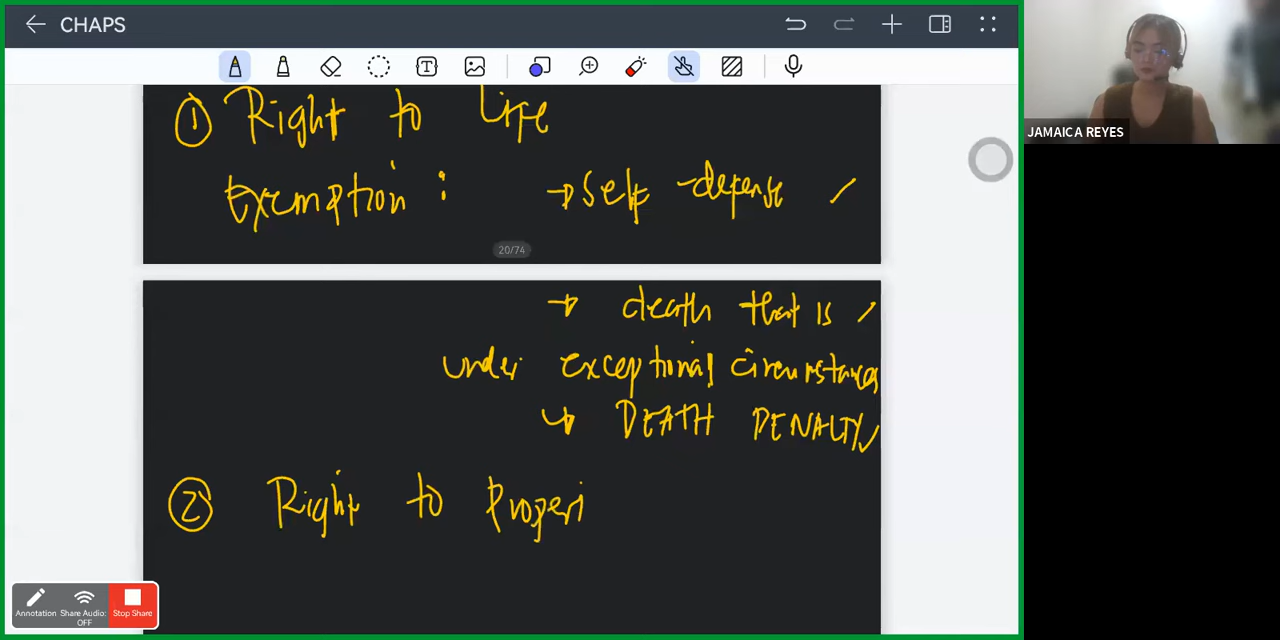 CHAPS
JAMAICA REYES
① Right to Life
Exemption : → Self-defense /
20/74
→ death that is /
under exceptional circumstances
↳ DEATH PENALTY/
② Right to Properi
Annotation
Share Audio: OFF
Stop Share